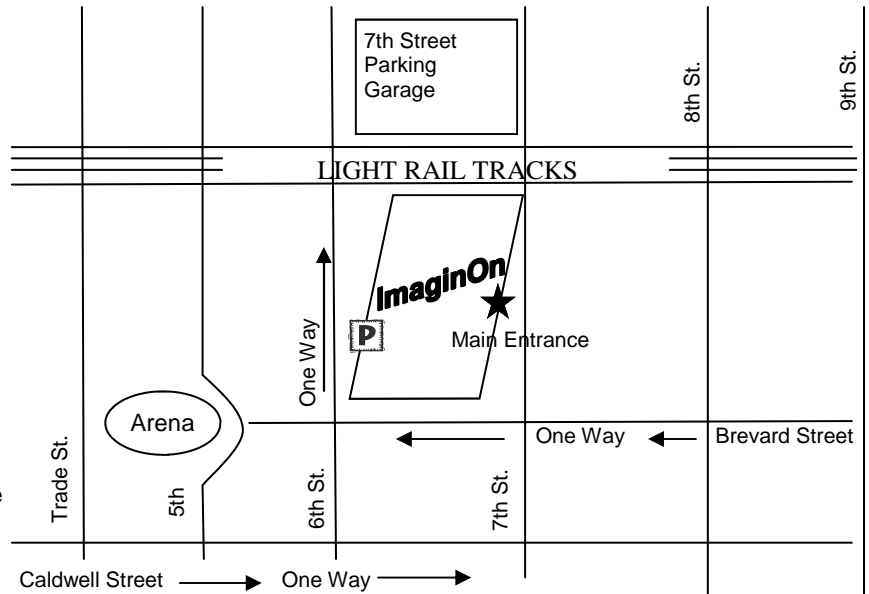 7th Street
Parking
Garage
8th St.
9th St.
LIGHT RAIL TRACKS
ImaginOn
P
Main Entrance
One Way
Arena
One Way
Brevard Street
Trade St.
5th
6th St.
7th St.
Caldwell Street
One Way